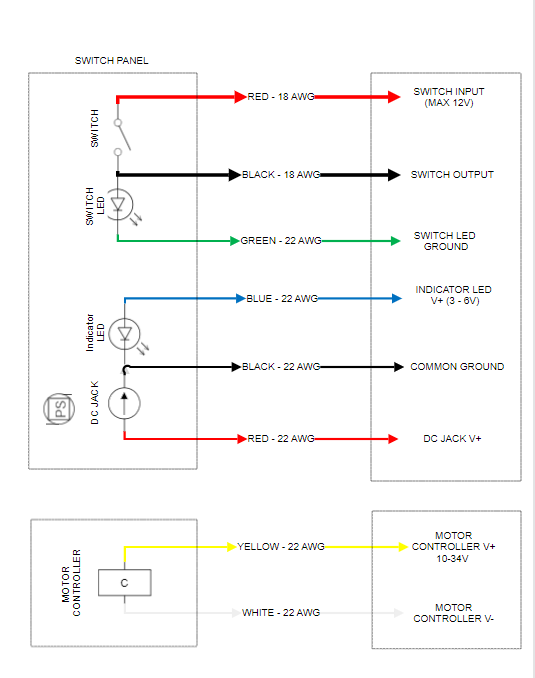 SWITCH PANEL
RED - 18 AWG
SWITCH INPUT
(MAX 12V)
SWITCH
BLACK - 18 AWG
SWITCH OUTPUT
SWITCH
LED
GREEN - 22 AWG
SWITCH LED
GROUND
BLUE - 22 AWG
INDICATOR LED
V+ (3 - 6V)
Indicator
LED
BLACK - 22 AWG
COMMON GROUND
DC JACK
PS
RED - 22 AWG
DC JACK V+
MOTOR
CONTROLLER
C
YELLOW - 22 AWG
MOTOR
CONTROLLER V+
10-34V
WHITE - 22 AWG
MOTOR
CONTROLLER V-